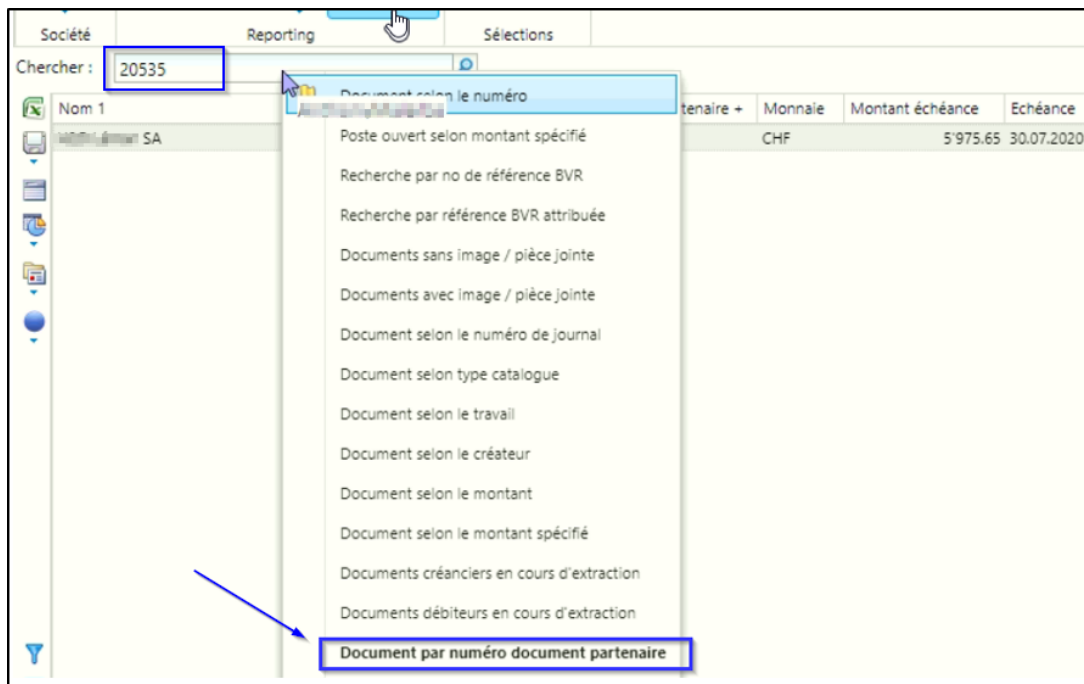 Société Reporting Sélections
Chercher : 20535
Document selon le numéro
Nom 1 tenaire + Monnaie Montant échéance Echéance
SA CHF 5'975.65 30.07.2020
Poste ouvert selon montant spécifié
Recherche par no de référence BVR
Recherche par référence BVR attribuée
Documents sans image / pièce jointe
Documents avec image / pièce jointe
Document selon le numéro de journal
Document selon type catalogue
Document selon le travail
Document selon le créateur
Document selon le montant
Document selon le montant spécifié
Documents créanciers en cours d'extraction
Documents débiteurs en cours d'extraction
Document par numéro document partenaire